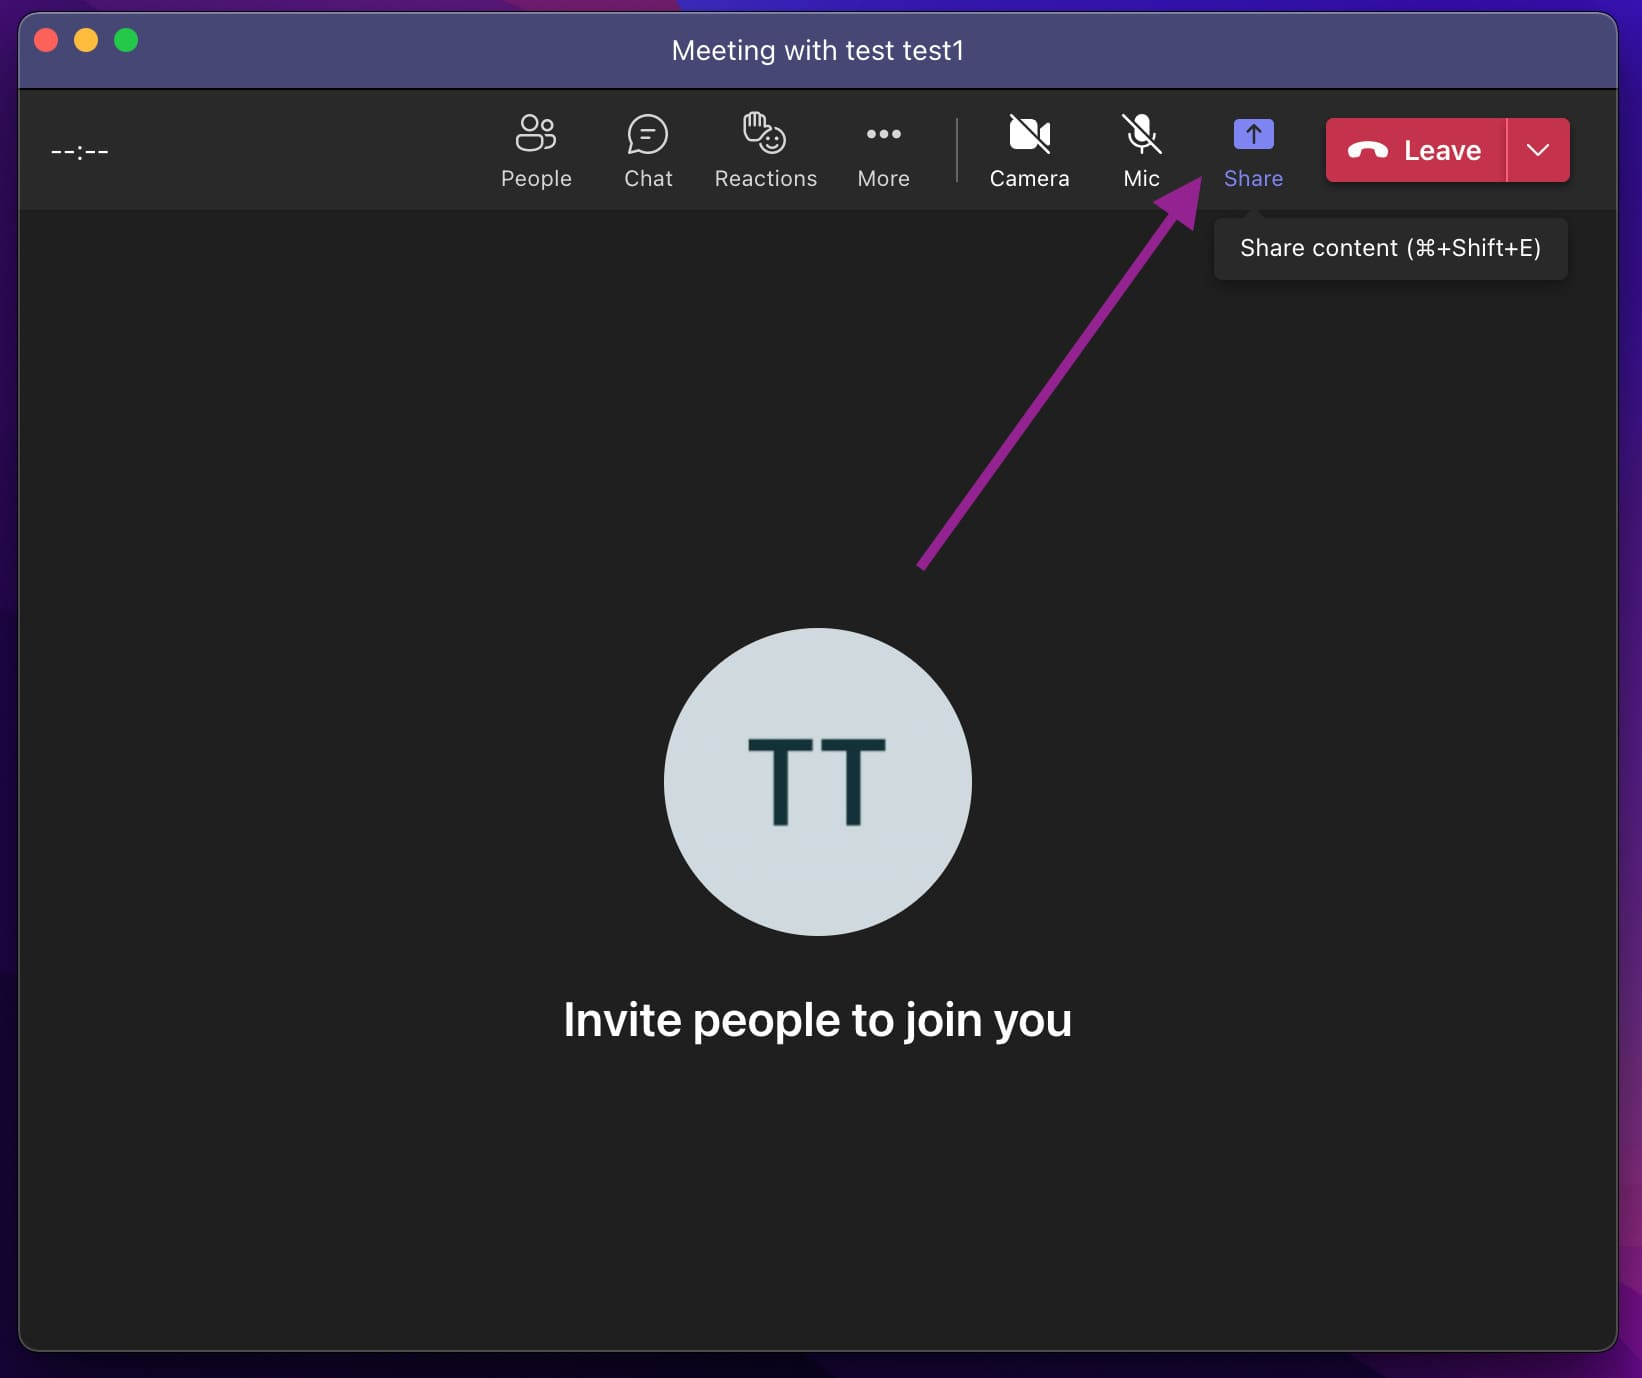 Meeting with test test1
--:--
People
Chat
Reactions
More
Camera
Mic
Share
Leave
Share content (⌘+Shift+E)
TT
Invite people to join you